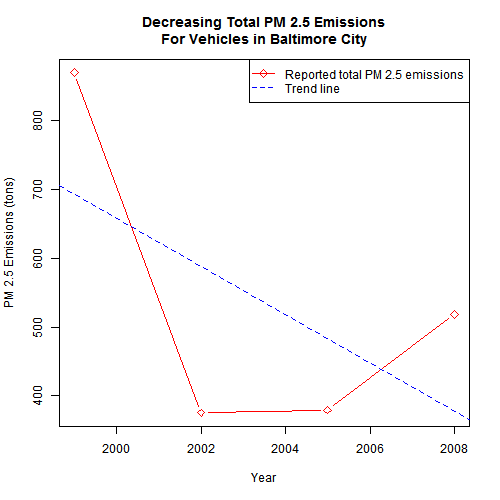 Decreasing Total PM 2.5 Emissions
For Vehicles in Baltimore City
Reported total PM 2.5 emissions
Trend line
PM 2.5 Emissions (tons)
800
700
600
500
400
2000 2002 2004 2006 2008
Year